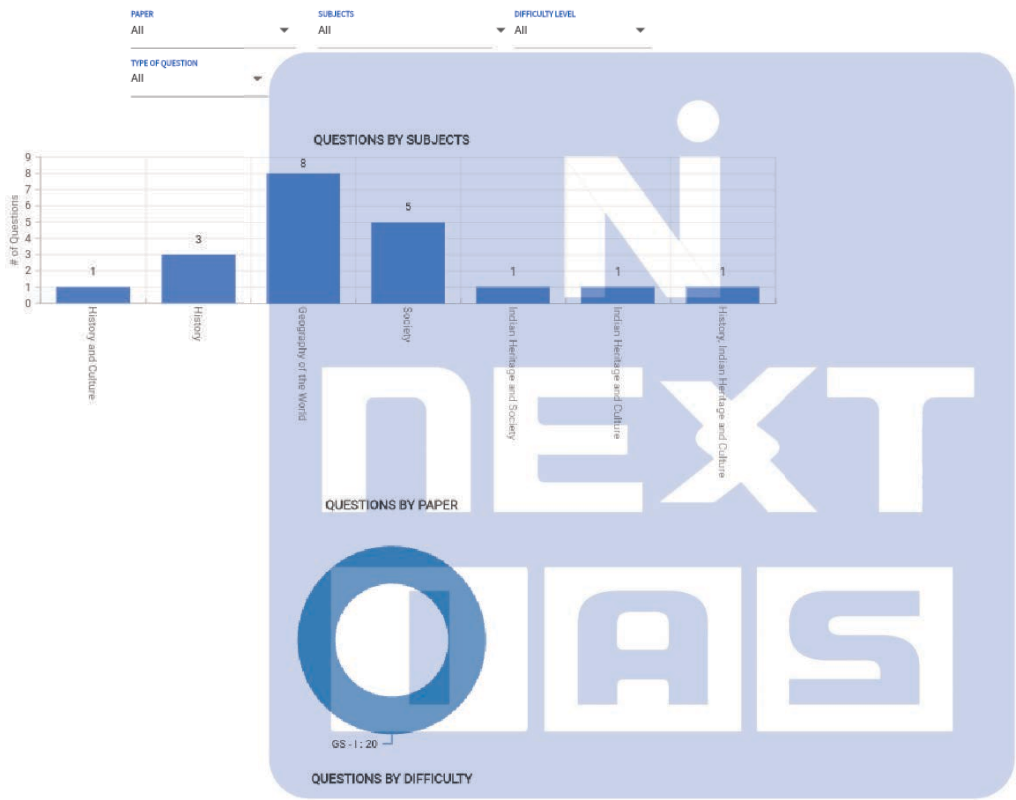 PAPER SUBJECTS DIFFICULTY LEVEL
All All All
TYPE OF QUESTION
All
QUESTIONS BY SUBJECTS
# of Questions
9
8
7
6
5
4
3
2
1
0
1
3
8
5
1
1
1
History and Culture
History
Geography of the World
Society
Indian Heritage and Society
Indian Heritage and Culture
History, Indian Heritage and Culture
N
NEXT
IAS
QUESTIONS BY PAPER
GS - I : 20
QUESTIONS BY DIFFICULTY